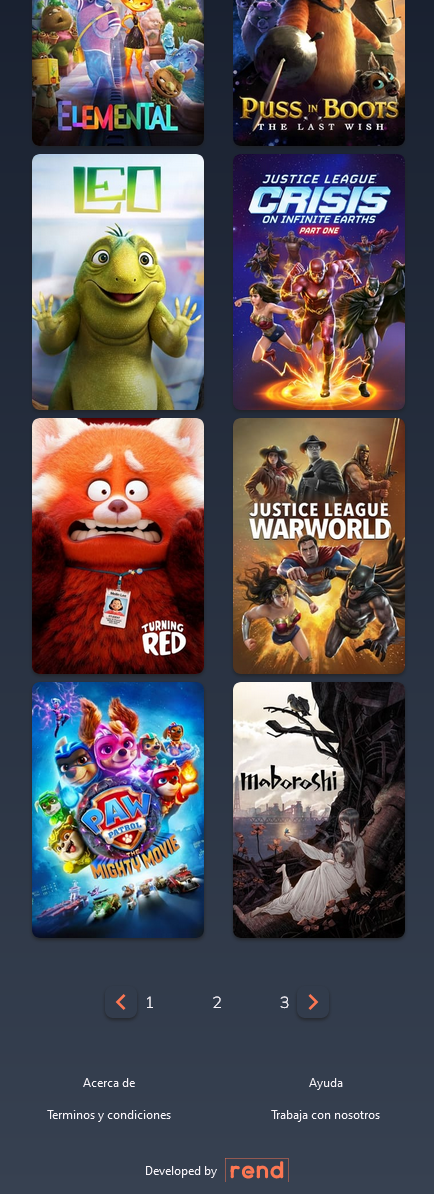 ELEMENTAL
PUSS IN BOOTS
THE LAST WISH
LEO
JUSTICE LEAGUE
CRISIS
ON INFINITE EARTHS
PART ONE
TURNING
RED
JUSTICE LEAGUE
WARWORLD
PAW
PATROL
THE
MIGHTY MOVIE
maboroshi
1 2 3
Acerca de Ayuda
Terminos y condiciones Trabaja con nosotros
Developed by rend